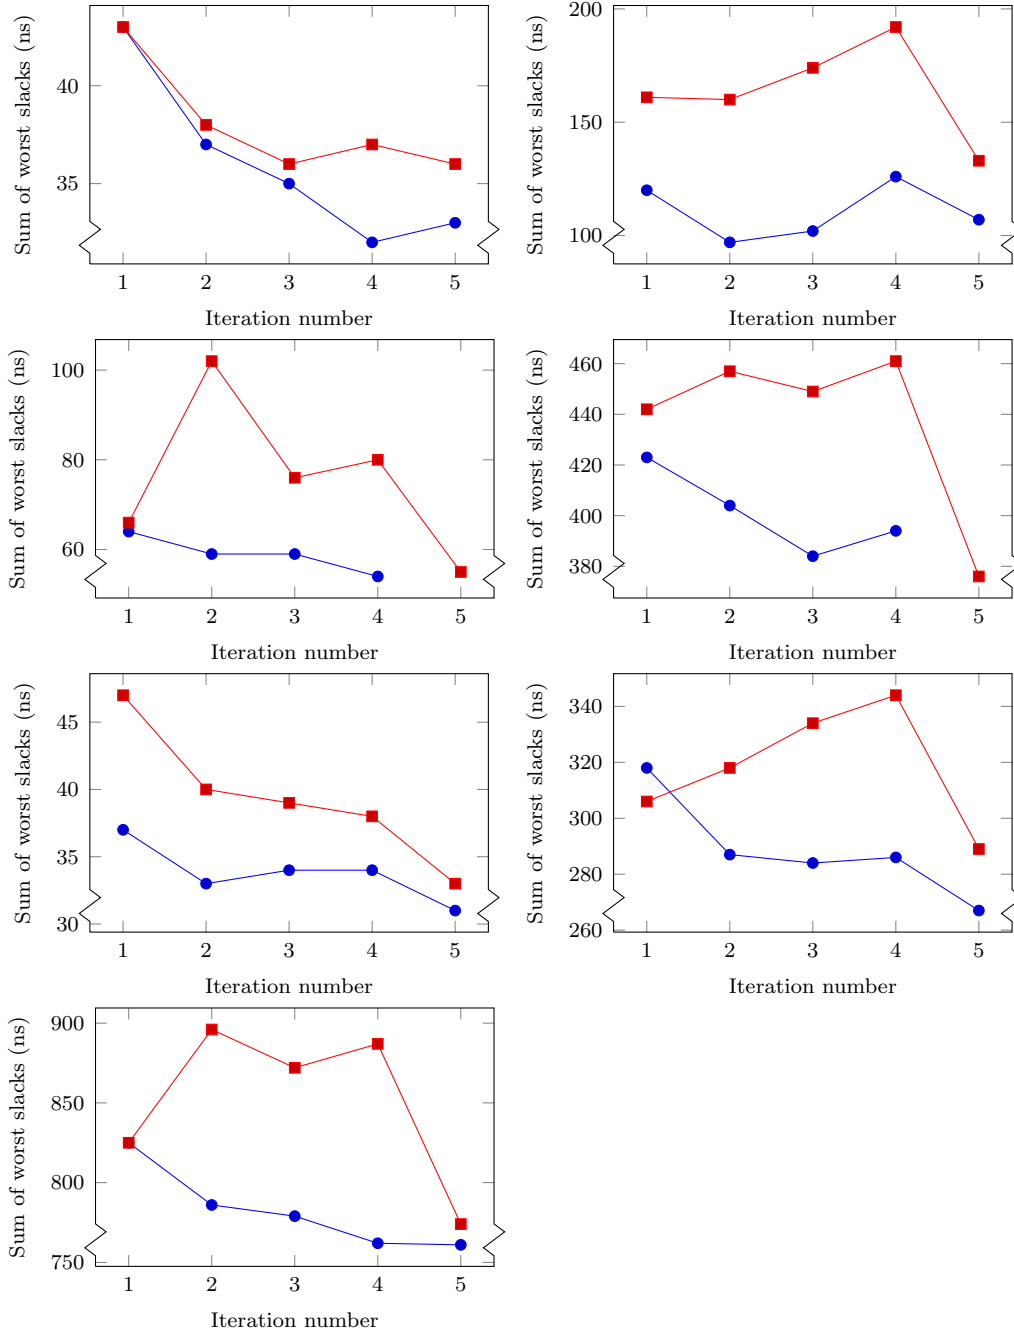 Sum of worst slacks (ns)
40
35
1 2 3 4 5
Iteration number
Sum of worst slacks (ns)
200
150
100
1 2 3 4 5
Iteration number
Sum of worst slacks (ns)
100
80
60
1 2 3 4 5
Iteration number
Sum of worst slacks (ns)
460
440
420
400
380
1 2 3 4 5
Iteration number
Sum of worst slacks (ns)
45
40
35
30
1 2 3 4 5
Iteration number
Sum of worst slacks (ns)
340
320
300
280
260
1 2 3 4 5
Iteration number
Sum of worst slacks (ns)
900
850
800
750
1 2 3 4 5
Iteration number